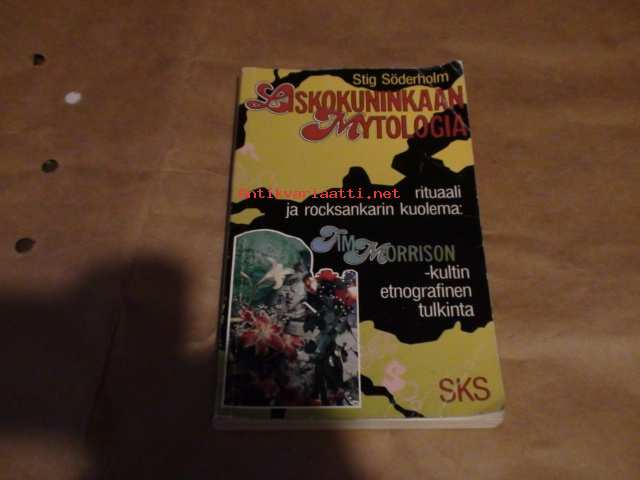 Stig Söderholm
LISKOKUNINKAAN
MYTOLOGIA
Antikvariaatti.net
rituaali
ja rocksankarin kuolema:
JIM MORRISON
-kultin
etnografinen
tulkinta
SKS